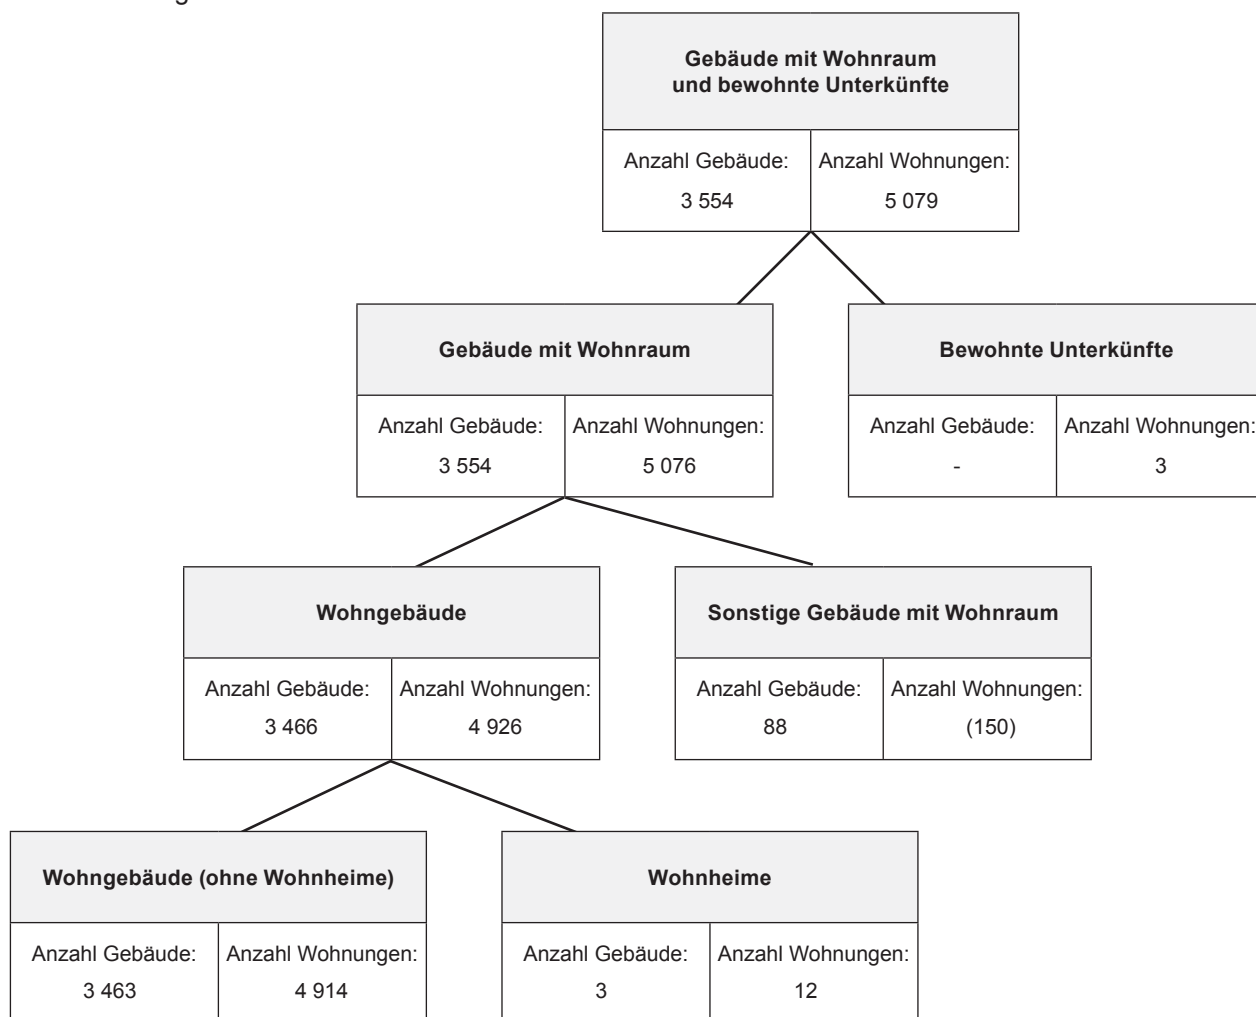 Gebäude mit Wohnraum
und bewohnte Unterkünfte
Anzahl Gebäude: Anzahl Wohnungen:
3 554 5 079
Gebäude mit Wohnraum
Anzahl Gebäude: Anzahl Wohnungen:
3 554 5 076
Bewohnte Unterkünfte
Anzahl Gebäude: Anzahl Wohnungen:
- 3
Wohngebäude
Anzahl Gebäude: Anzahl Wohnungen:
3 466 4 926
Sonstige Gebäude mit Wohnraum
Anzahl Gebäude: Anzahl Wohnungen:
88 (150)
Wohngebäude (ohne Wohnheime)
Anzahl Gebäude: Anzahl Wohnungen:
3 463 4 914
Wohnheime
Anzahl Gebäude: Anzahl Wohnungen:
3 12